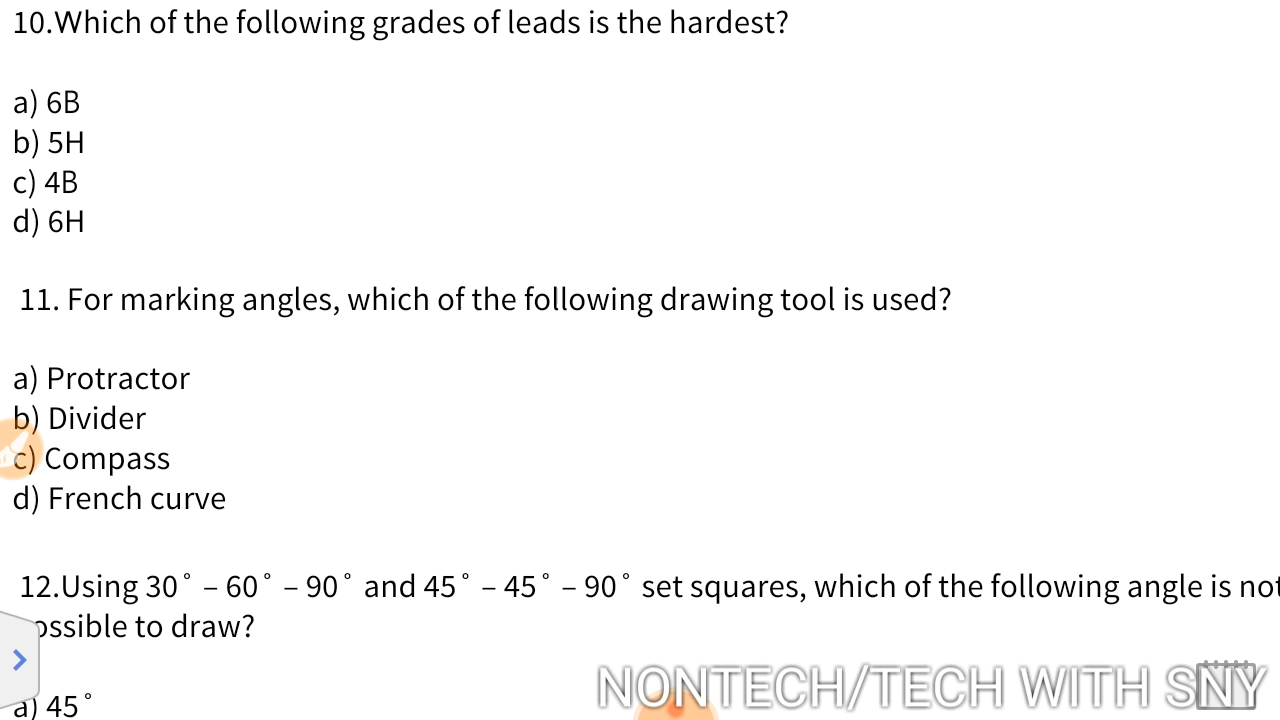 10.Which of the following grades of leads is the hardest?
a) 6B
b) 5H
c) 4B
d) 6H
11. For marking angles, which of the following drawing tool is used?
a) Protractor
b) Divider
c) Compass
d) French curve
12.Using 30˚ – 60˚ – 90˚ and 45˚ – 45˚ – 90˚ set squares, which of the following angle is not
possible to draw?
a) 45˚
NONTECH/TECH WITH SNY